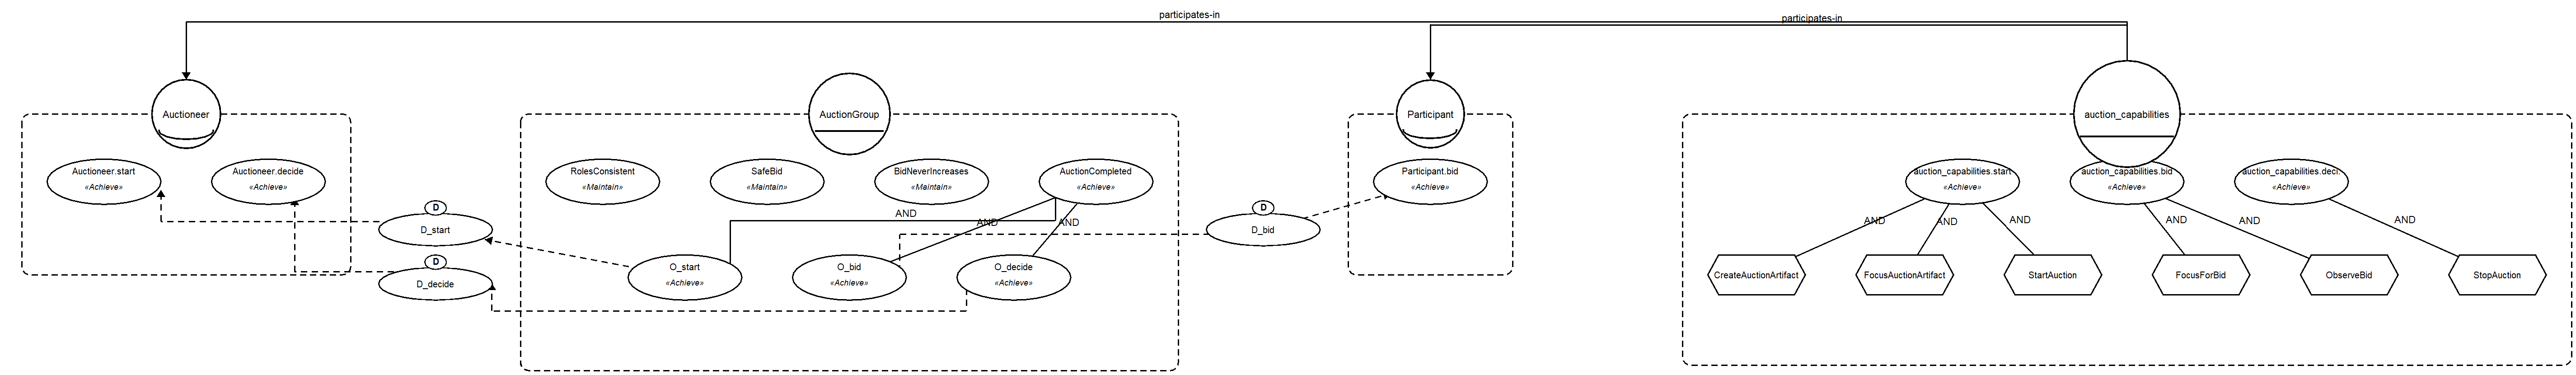 participates-in
participates-in
Auctioneer
AuctionGroup
Participant
auction_capabilities
Auctioneer.start
«Achieve»
Auctioneer.decide
«Achieve»
RolesConsistent
«Maintain»
SafeBid
«Maintain»
BidNeverIncreases
«Maintain»
AuctionCompleted
«Achieve»
Participant.bid
«Achieve»
auction_capabilities.start
«Achieve»
auction_capabilities.bid
«Achieve»
auction_capabilities.deci
«Achieve»
D
D_start
D
D_decide
AND
AND
AND
D
D_bid
O_start
«Achieve»
O_bid
«Achieve»
O_decide
«Achieve»
AND
AND
AND
AND
AND
AND
CreateAuctionArtifact
FocusAuctionArtifact
StartAuction
FocusForBid
ObserveBid
StopAuction